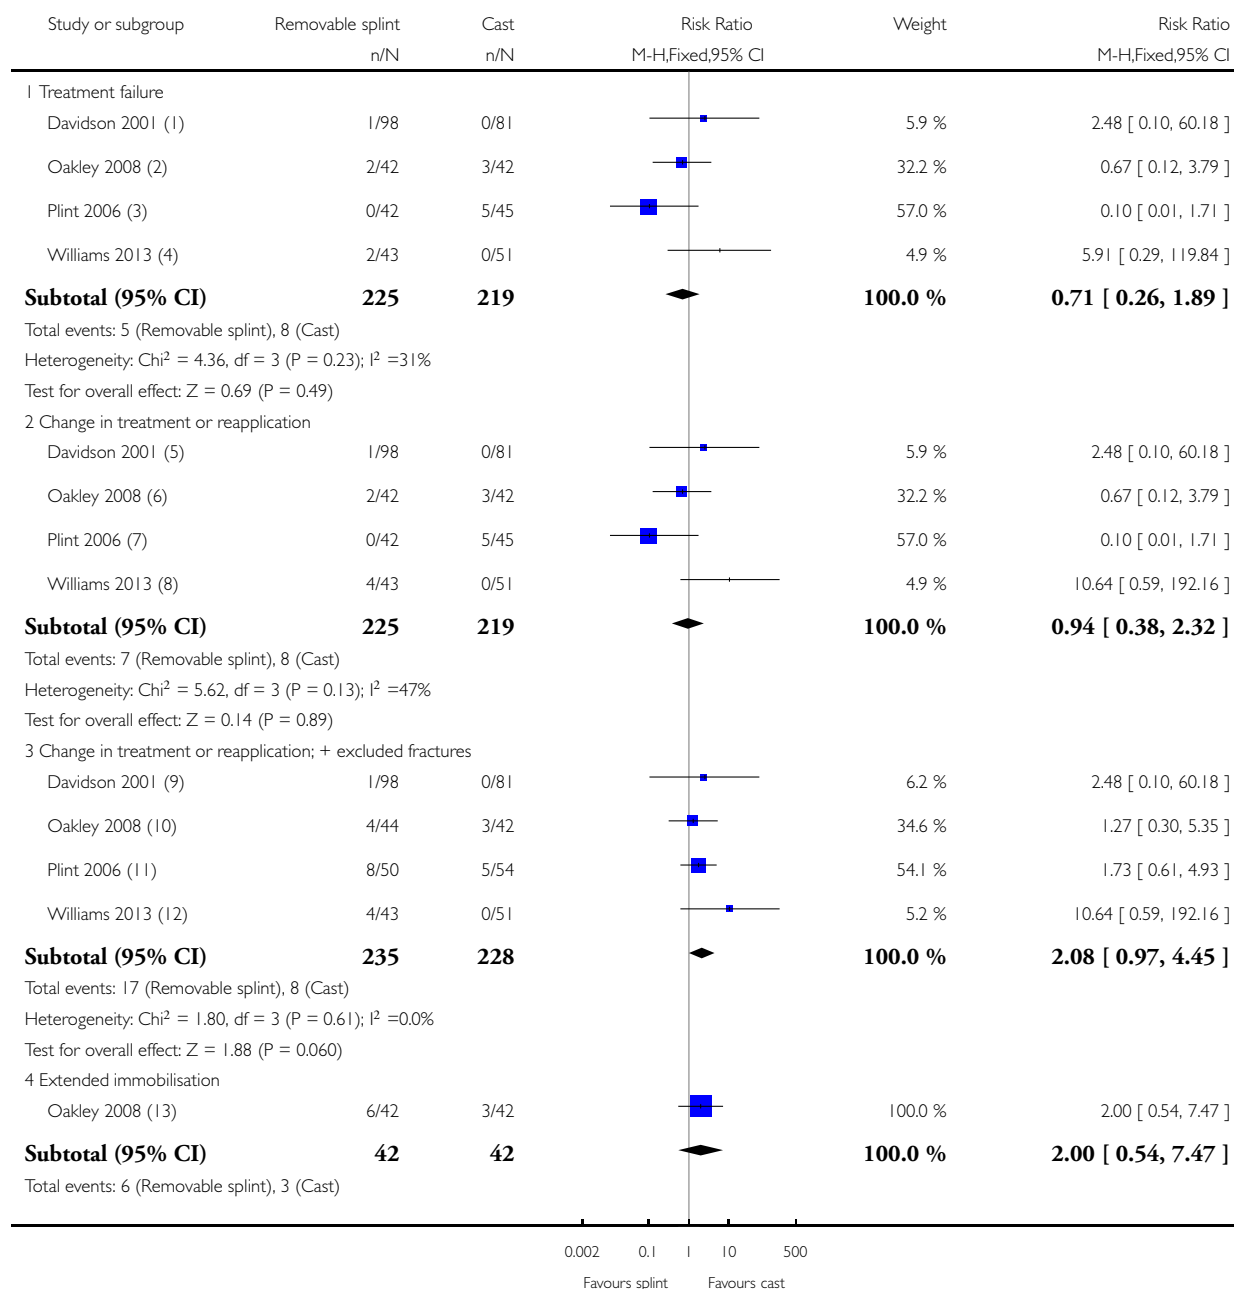 Study or subgroup Removable splint Cast Risk Ratio Weight Risk Ratio
n/N n/N M-H,Fixed,95% CI M-H,Fixed,95% CI
1 Treatment failure
Davidson 2001 (1) 1/98 0/81 5.9 % 2.48 [ 0.10, 60.18 ]
Oakley 2008 (2) 2/42 3/42 32.2 % 0.67 [ 0.12, 3.79 ]
Plint 2006 (3) 0/42 5/45 57.0 % 0.10 [ 0.01, 1.71 ]
Williams 2013 (4) 2/43 0/51 4.9 % 5.91 [ 0.29, 119.84 ]
Subtotal (95% CI) 225 219 100.0 % 0.71 [ 0.26, 1.89 ]
Total events: 5 (Removable splint), 8 (Cast)
Heterogeneity: Chi² = 4.36, df = 3 (P = 0.23); I² =31%
Test for overall effect: Z = 0.69 (P = 0.49)
2 Change in treatment or reapplication
Davidson 2001 (5) 1/98 0/81 5.9 % 2.48 [ 0.10, 60.18 ]
Oakley 2008 (6) 2/42 3/42 32.2 % 0.67 [ 0.12, 3.79 ]
Plint 2006 (7) 0/42 5/45 57.0 % 0.10 [ 0.01, 1.71 ]
Williams 2013 (8) 4/43 0/51 4.9 % 10.64 [ 0.59, 192.16 ]
Subtotal (95% CI) 225 219 100.0 % 0.94 [ 0.38, 2.32 ]
Total events: 7 (Removable splint), 8 (Cast)
Heterogeneity: Chi² = 5.62, df = 3 (P = 0.13); I² =47%
Test for overall effect: Z = 0.14 (P = 0.89)
3 Change in treatment or reapplication; + excluded fractures
Davidson 2001 (9) 1/98 0/81 6.2 % 2.48 [ 0.10, 60.18 ]
Oakley 2008 (10) 4/44 3/42 34.6 % 1.27 [ 0.30, 5.35 ]
Plint 2006 (11) 8/50 5/54 54.1 % 1.73 [ 0.61, 4.93 ]
Williams 2013 (12) 4/43 0/51 5.2 % 10.64 [ 0.59, 192.16 ]
Subtotal (95% CI) 235 228 100.0 % 2.08 [ 0.97, 4.45 ]
Total events: 17 (Removable splint), 8 (Cast)
Heterogeneity: Chi² = 1.80, df = 3 (P = 0.61); I² =0.0%
Test for overall effect: Z = 1.88 (P = 0.060)
4 Extended immobilisation
Oakley 2008 (13) 6/42 3/42 100.0 % 2.00 [ 0.54, 7.47 ]
Subtotal (95% CI) 42 42 100.0 % 2.00 [ 0.54, 7.47 ]
Total events: 6 (Removable splint), 3 (Cast)
0.002 0.1 1 10 500
Favours splint Favours cast